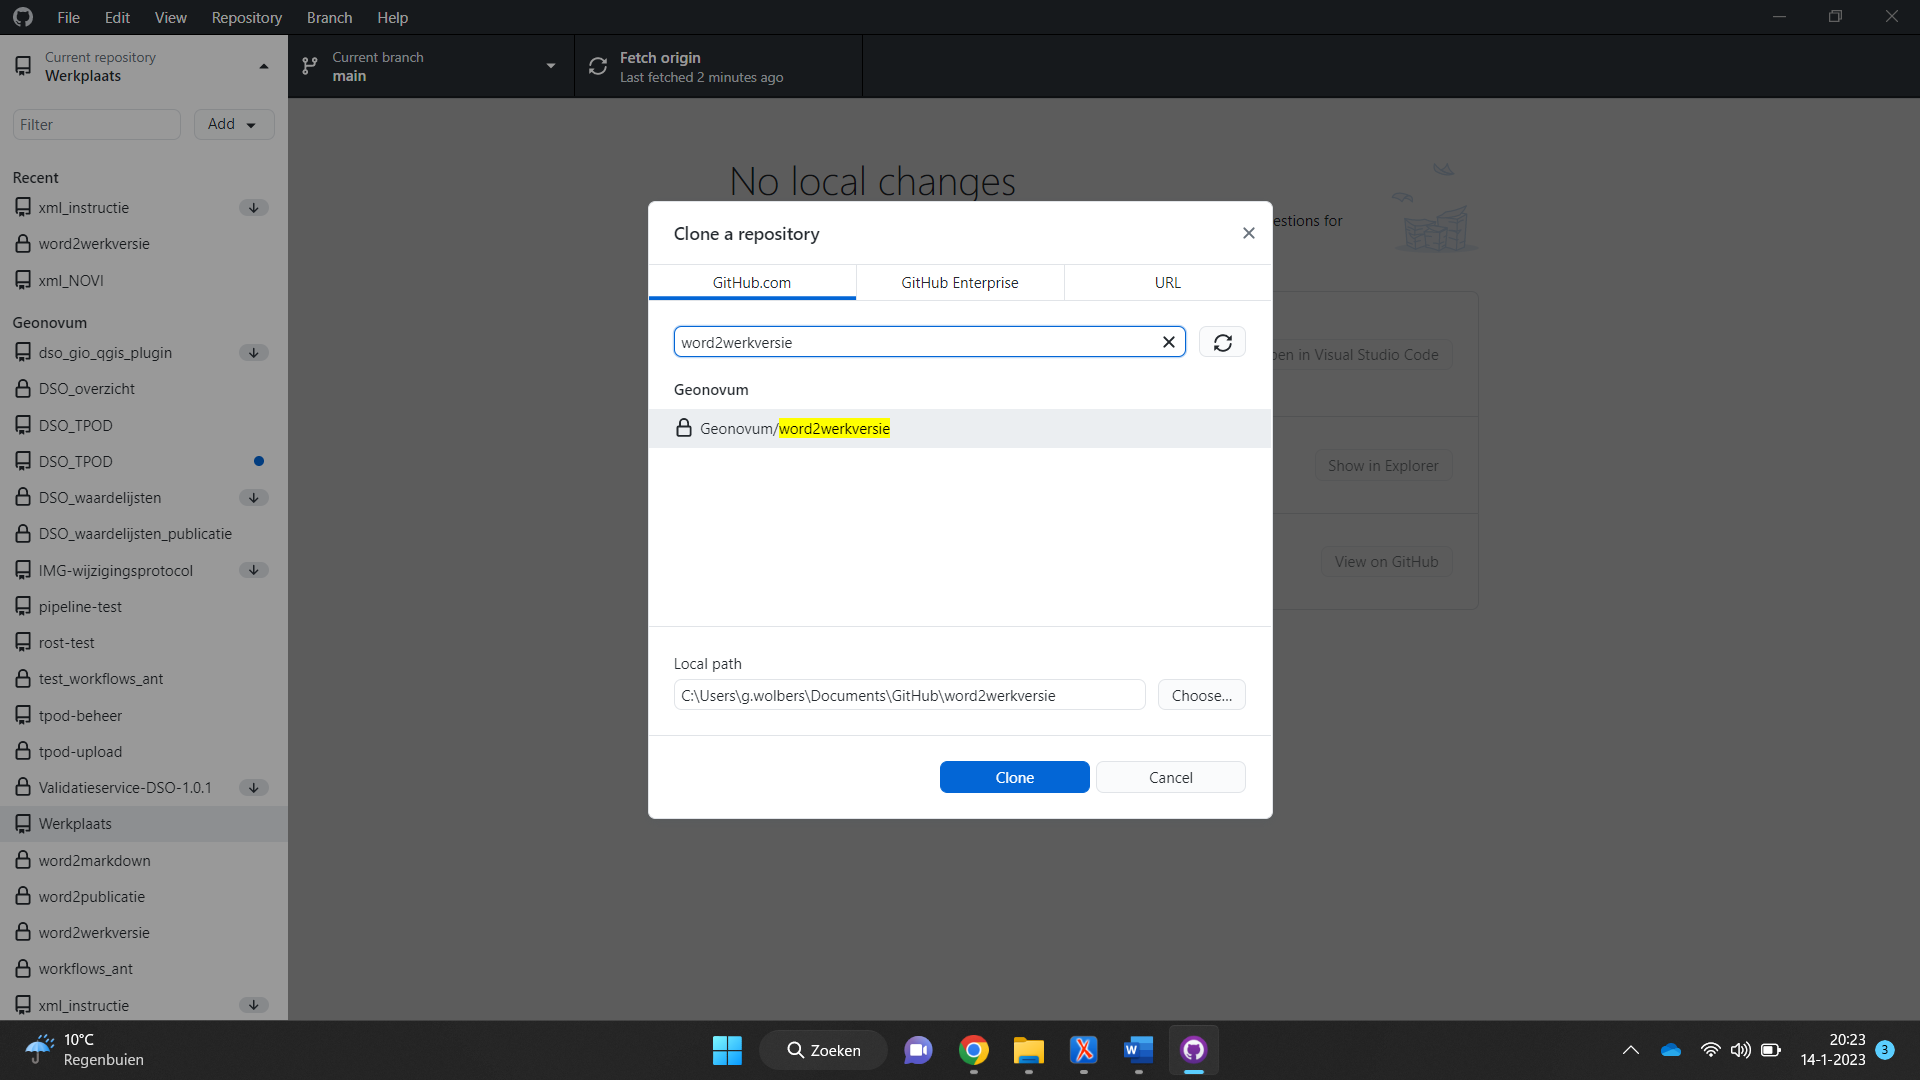 File Edit View Repository Branch Help
Current repository
Werkplaats
Current branch
main
Fetch origin
Last fetched 2 minutes ago
Filter
Add
Recent
xml_instructie
word2werkversie
xml_NOVI
Geonovum
dso_gio_qgis_plugin
DSO_overzicht
DSO_TPOD
DSO_TPOD
DSO_waardelijsten
DSO_waardelijsten_publicatie
IMG-wijzigingsprotocol
pipeline-test
rost-test
test_workflows_ant
tpod-beheer
tpod-upload
Validatieservice-DSO-1.0.1
Werkplaats
word2markdown
word2publicatie
word2werkversie
workflows_ant
xml_instructie
No local changes
estions for
pen in Visual Studio Code
Show in Explorer
View on GitHub
Clone a repository
GitHub.com GitHub Enterprise URL
word2werkversie
Geonovum
Geonovum/word2werkversie
Local path
C:\Users\g.wolbers\Documents\GitHub\word2werkversie
Choose...
Clone Cancel
10°C
Regenbuien
Zoeken
20:23
14-1-2023
3